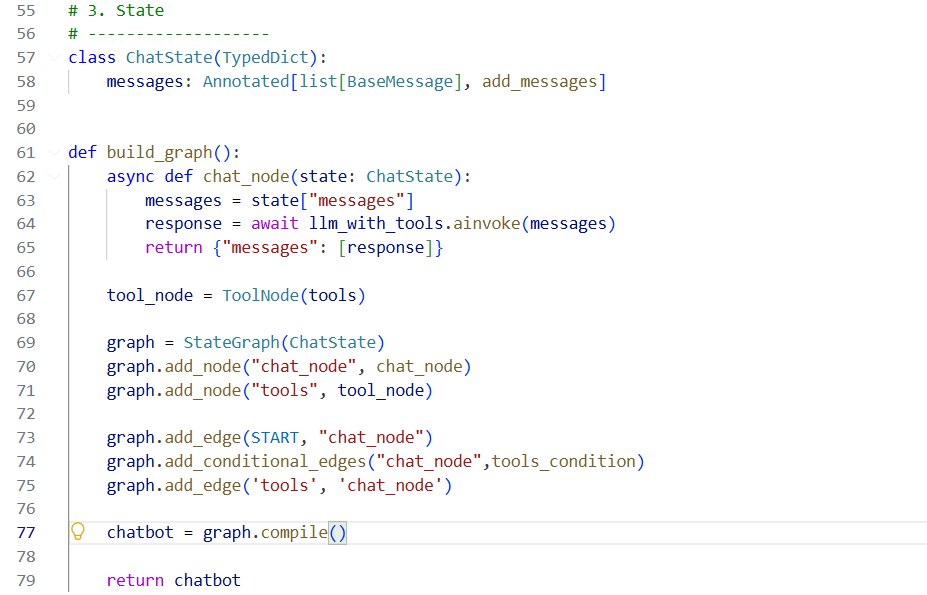 55 # 3. State
56 # -------------------
57 class ChatState(TypedDict):
58     messages: Annotated[list[BaseMessage], add_messages]
59
60
61 def build_graph():
62     async def chat_node(state: ChatState):
63         messages = state["messages"]
64         response = await llm_with_tools.ainvoke(messages)
65         return {"messages": [response]}
66
67     tool_node = ToolNode(tools)
68
69     graph = StateGraph(ChatState)
70     graph.add_node("chat_node", chat_node)
71     graph.add_node("tools", tool_node)
72
73     graph.add_edge(START, "chat_node")
74     graph.add_conditional_edges("chat_node",tools_condition)
75     graph.add_edge('tools', 'chat_node')
76
77     chatbot = graph.compile()
78
79     return chatbot